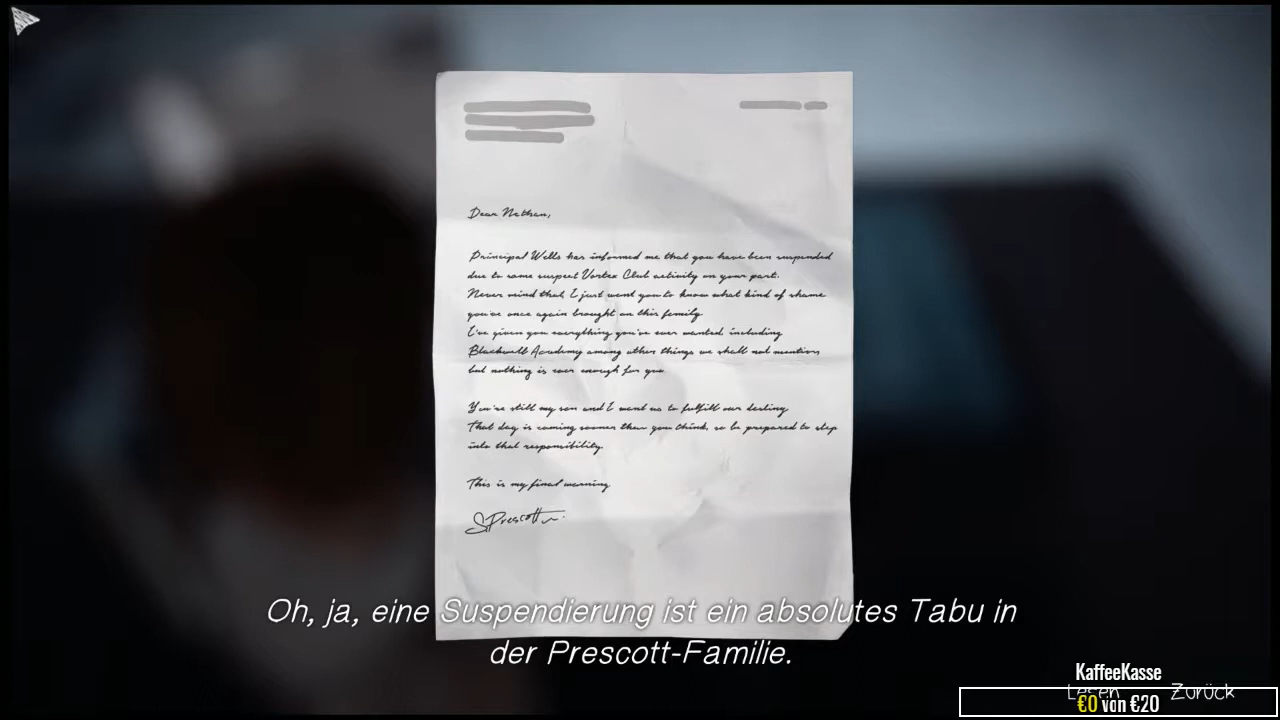 Dear Nathan,
Principal Wells has informed me that you have been suspended
due to some suspect Vortex Club activity on your part.
Never mind that, I just want you to know what kind of shame
you've once again brought on this family
I've given you everything you've ever wanted, including
Blackwell Academy among other things we shall not mention,
but nothing is ever enough for you.
You're still my son and I want us to fulfill our destiny
That day is coming sooner than you think, so be prepared to step
into that responsibility.
This is my final warning
SPrescott
Oh, ja, eine Suspendierung ist ein absolutes Tabu in
der Prescott-Familie.
KaffeeKasse
Lesen Zurück
€0 von €20